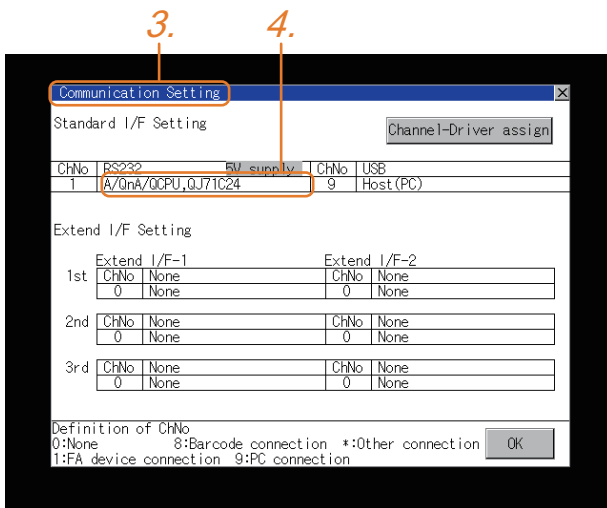 3. 4.
Communication Setting
Standard I/F Setting
Channel-Driver assign
ChNo RS232 5V supply ChNo USB
1 A/QnA/QCPU,QJ71C24 9 Host(PC)
Extend I/F Setting
Extend I/F-1 Extend I/F-2
1st ChNo None ChNo None
0 None 0 None
2nd ChNo None ChNo None
0 None 0 None
3rd ChNo None ChNo None
0 None 0 None
Definition of ChNo
0:None 8:Barcode connection *:Other connection OK
1:FA device connection 9:PC connection